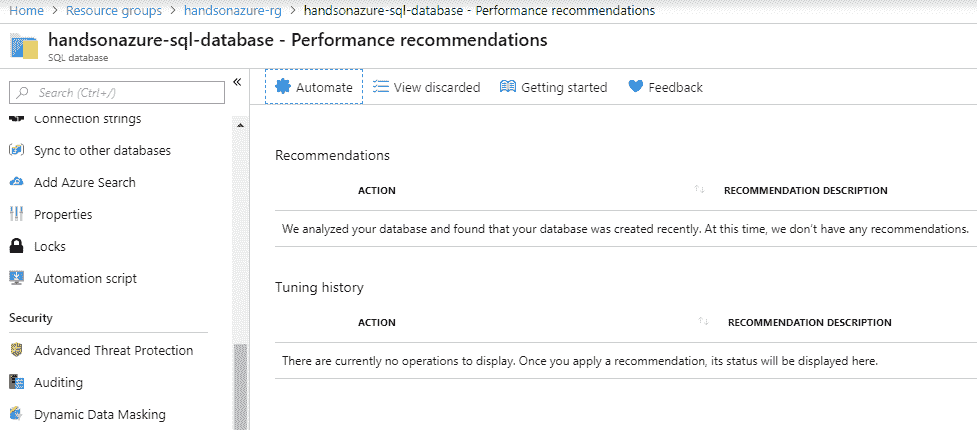 Home > Resource groups > handsonazure-rg > handsonazure-sql-database - Performance recommendations
handsonazure-sql-database - Performance recommendations
SQL database
Search (Ctrl+/)
Connection strings
Sync to other databases
Add Azure Search
Properties
Locks
Automation script
Security
Advanced Threat Protection
Auditing
Dynamic Data Masking
Automate View discarded Getting started Feedback
Recommendations
ACTION RECOMMENDATION DESCRIPTION
We analyzed your database and found that your database was created recently. At this time, we don't have any recommendations.
Tuning history
ACTION RECOMMENDATION DESCRIPTION
There are currently no operations to display. Once you apply a recommendation, its status will be displayed here.